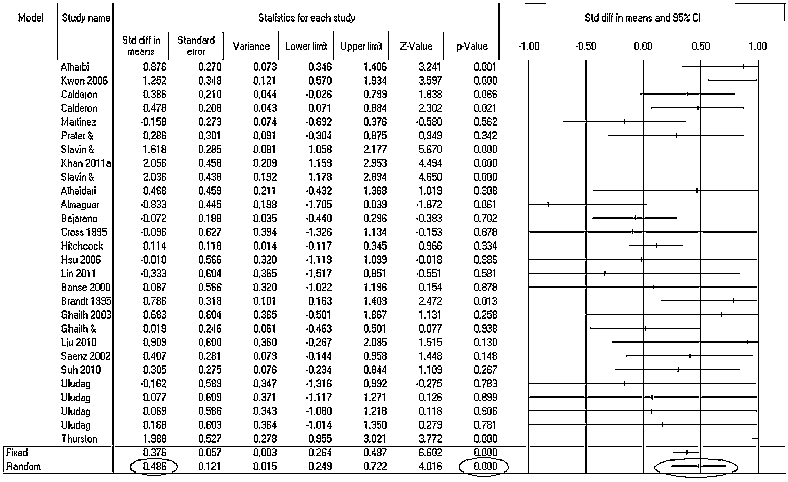 Model Study name Statistics for each study Std diff in means and 95% CI
Std diff in means Standard error Variance Lower limit Upper limit Z-Value p-Value
-1.00 -0.50 0.00 0.50 1.00
Alharbi 0.876 0.270 0.073 0.346 1.406 3.241 0.001
Kwon 2006 1.252 0.348 0.121 0.570 1.934 3.597 0.000
Calderon 0.386 0.210 0.044 -0.026 0.799 1.838 0.066
Calderon 0.478 0.208 0.043 0.071 0.884 2.302 0.021
Martinez -0.158 0.273 0.074 -0.692 0.376 -0.580 0.562
Prater & 0.286 0.301 0.091 -0.304 0.875 0.949 0.342
Slavin & 1.618 0.285 0.081 1.058 2.177 5.670 0.000
Khan 2011a 2.056 0.458 0.209 1.159 2.953 4.494 0.000
Slavin & 2.036 0.438 0.192 1.178 2.894 4.650 0.000
Alhaidari 0.468 0.459 0.211 -0.432 1.368 1.019 0.308
Almaguer -0.833 0.445 0.198 -1.705 0.039 -1.872 0.061
Bejarano -0.072 0.188 0.035 -0.440 0.296 -0.383 0.702
Cross 1995 -0.096 0.627 0.394 -1.326 1.134 -0.153 0.878
Hitchcock 0.114 0.118 0.014 -0.117 0.345 0.966 0.334
Hsu 2006 -0.010 0.566 0.320 -1.119 1.099 -0.018 0.986
Lin 2011 -0.333 0.604 0.365 -1.517 0.851 -0.551 0.581
Banse 2000 0.087 0.566 0.320 -1.022 1.196 0.154 0.878
Brandt 1995 0.786 0.318 0.101 0.163 1.409 2.472 0.013
Ghaith 2003 0.683 0.604 0.365 -0.501 1.867 1.131 0.258
Ghaith & 0.019 0.246 0.061 -0.463 0.501 0.077 0.938
Liu 2010 0.909 0.600 0.360 -0.267 2.085 1.515 0.130
Saenz 2002 0.407 0.281 0.079 -0.144 0.958 1.448 0.148
Suh 2010 0.305 0.275 0.076 -0.234 0.844 1.109 0.267
Uludag -0.162 0.589 0.347 -1.316 0.992 -0.275 0.783
Uludag 0.077 0.609 0.371 -1.117 1.271 0.126 0.899
Uludag 0.069 0.586 0.343 -1.080 1.218 0.118 0.906
Uludag 0.168 0.603 0.364 -1.014 1.350 0.279 0.781
Thurston 1.988 0.527 0.278 0.955 3.021 3.772 0.000
Fixed 0.376 0.057 0.003 0.264 0.487 6.602 0.000
Random 0.486 0.121 0.015 0.249 0.722 4.016 0.000